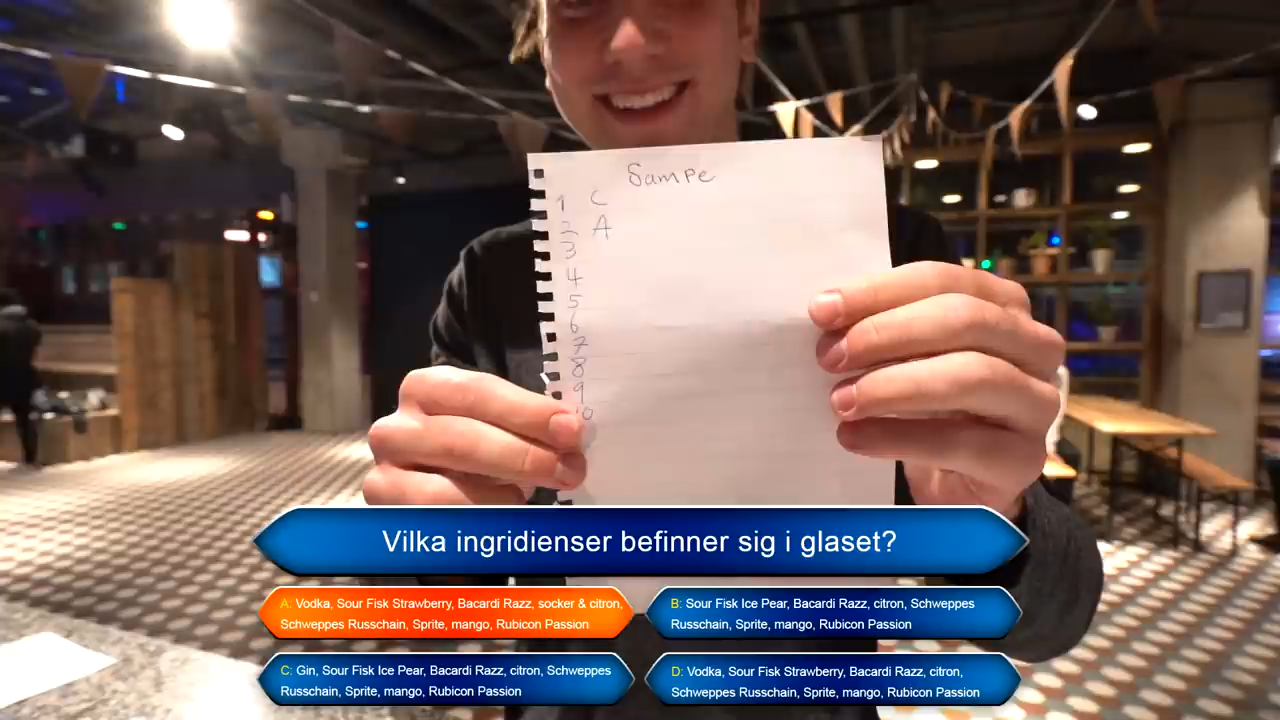 Sampe
1 C
2 A
3
4
5
6
7
8
9
10
Vilka ingridienser befinner sig i glaset?
A: Vodka, Sour Fisk Strawberry, Bacardi Razz, socker & citron,
Schweppes Russchain, Sprite, mango, Rubicon Passion
B: Sour Fisk Ice Pear, Bacardi Razz, citron, Schweppes
Russchain, Sprite, mango, Rubicon Passion
C: Gin, Sour Fisk Ice Pear, Bacardi Razz, citron, Schweppes
Russchain, Sprite, mango, Rubicon Passion
D: Vodka, Sour Fisk Strawberry, Bacardi Razz, citron,
Schweppes Russchain, Sprite, mango, Rubicon Passion